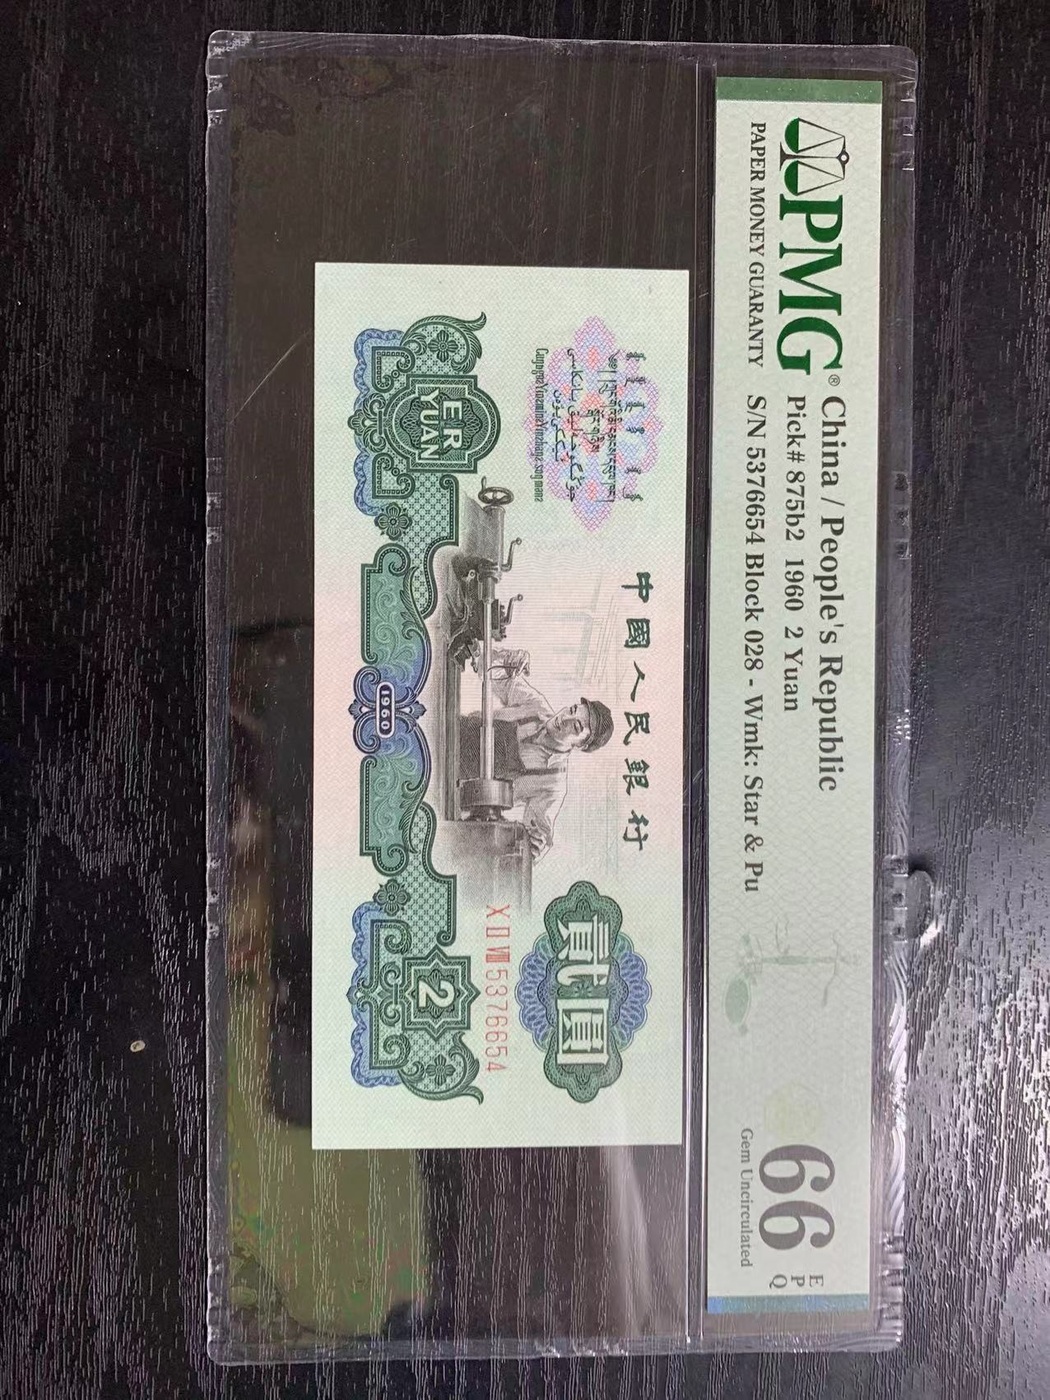 PMG®
PAPER MONEY GUARANTY
China / People's Republic
Pick# 875b2 1960 2 Yuan
S/N 5376654 Block 028 - Wmk: Star & Pu
66
EPQ
Gem Uncirculated
中國人民銀行
貳圓
XIIVIII 5376654
ER
YUAN
1960
2